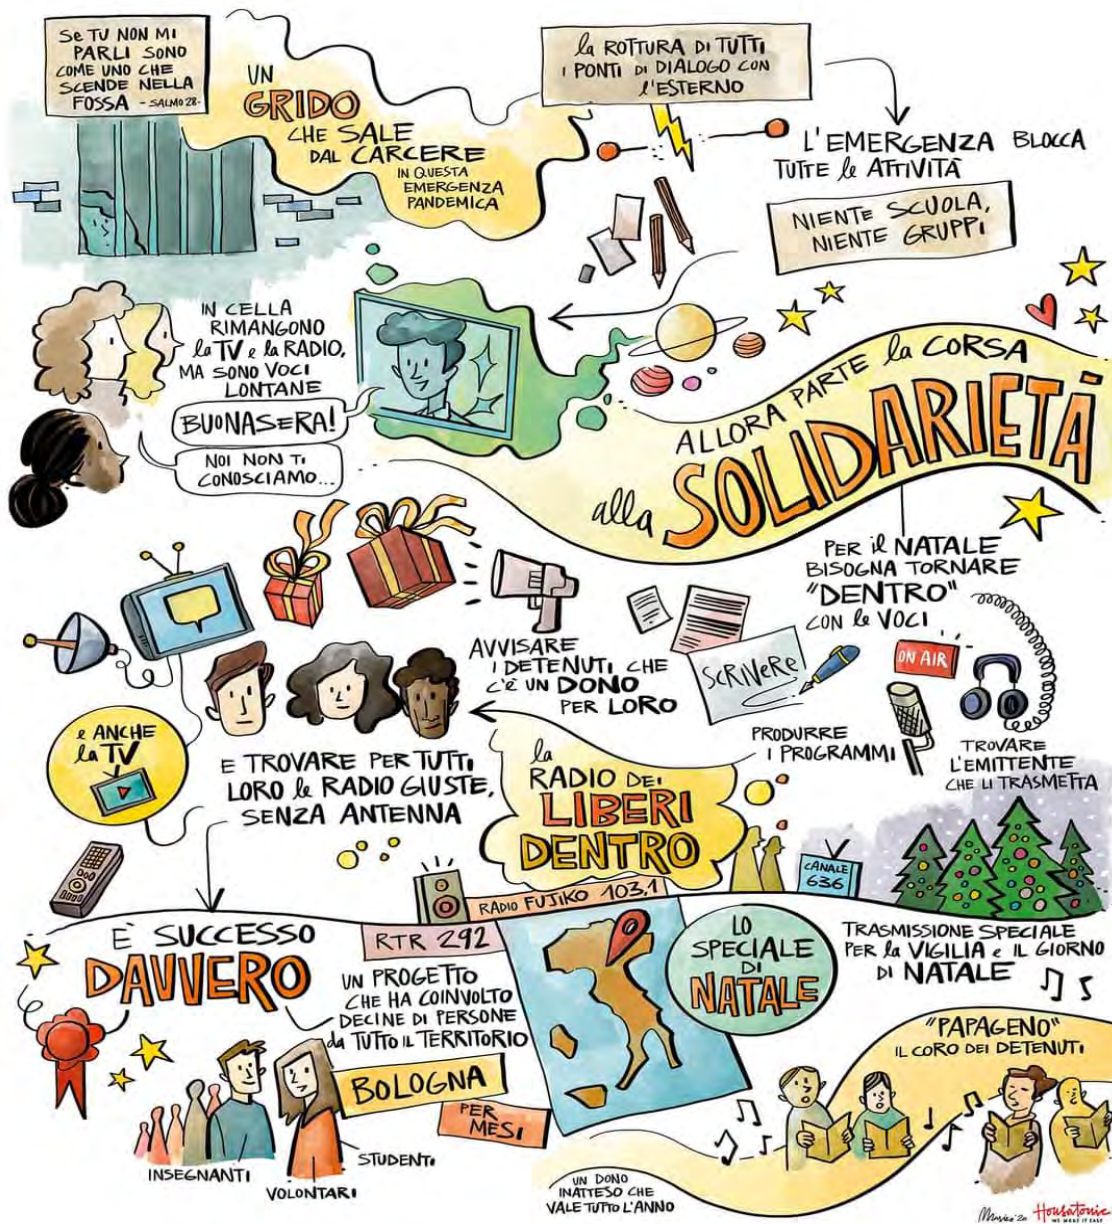 Se TU NON MI
PARLI SONO
COME UNO CHE
SCENDE NELLA
FOSSA - SALMO 28-
UN
GRIDO
CHE SALE
DAL CARCERE
IN QUESTA
EMERGENZA
PANDEMICA
la ROTTURA DI TUTTI
I PONTI DI DIALOGO CON
l'ESTERNO
L'EMERGENZA BLOCCA
TUTTE le ATTIVITÀ
NIENTE SCUOLA,
NIENTE GRUPPI
IN CELLA
RIMANGONO
la TV e la RADIO,
MA SONO VOCI
LONTANE
BUONASERA!
NOI NON TI
CONOSCIAMO...
ALLORA PARTE la CORSA
alla SOLIDARIETÀ
PER il NATALE
BISOGNA TORNARE
"DENTRO"
CON le VOCI
AVVISARE
I DETENUTI CHE
C'È UN DONO
PER LORO
SCRIVERE
ON AIR
PRODURRE
I PROGRAMMI
TROVARE
L'EMITTENTE
CHE LI TRASMETTA
e ANCHE
la TV
E TROVARE PER TUTTI
LORO le RADIO GIUSTE,
SENZA ANTENNA
la
RADIO DEI
LIBERI
DENTRO
CANALE
636
RADIO FUJIKO 103,1
RTR 292
È SUCCESSO
DAVVERO
UN PROGETTO
CHE HA COINVOLTO
DECINE DI PERSONE
da TUTTO IL TERRITORIO
LO
SPECIALE
DI
NATALE
TRASMISSIONE SPECIALE
PER la VIGILIA e IL GIORNO
DI NATALE
"PAPAGENO"
IL CORO DEI DETENUTI
BOLOGNA
PER
MESI
INSEGNANTI
VOLONTARI
STUDENTI
UN DONO
INATTESO CHE
VALE TUTTO L'ANNO
Housatonic
WE MAKE IT EASY